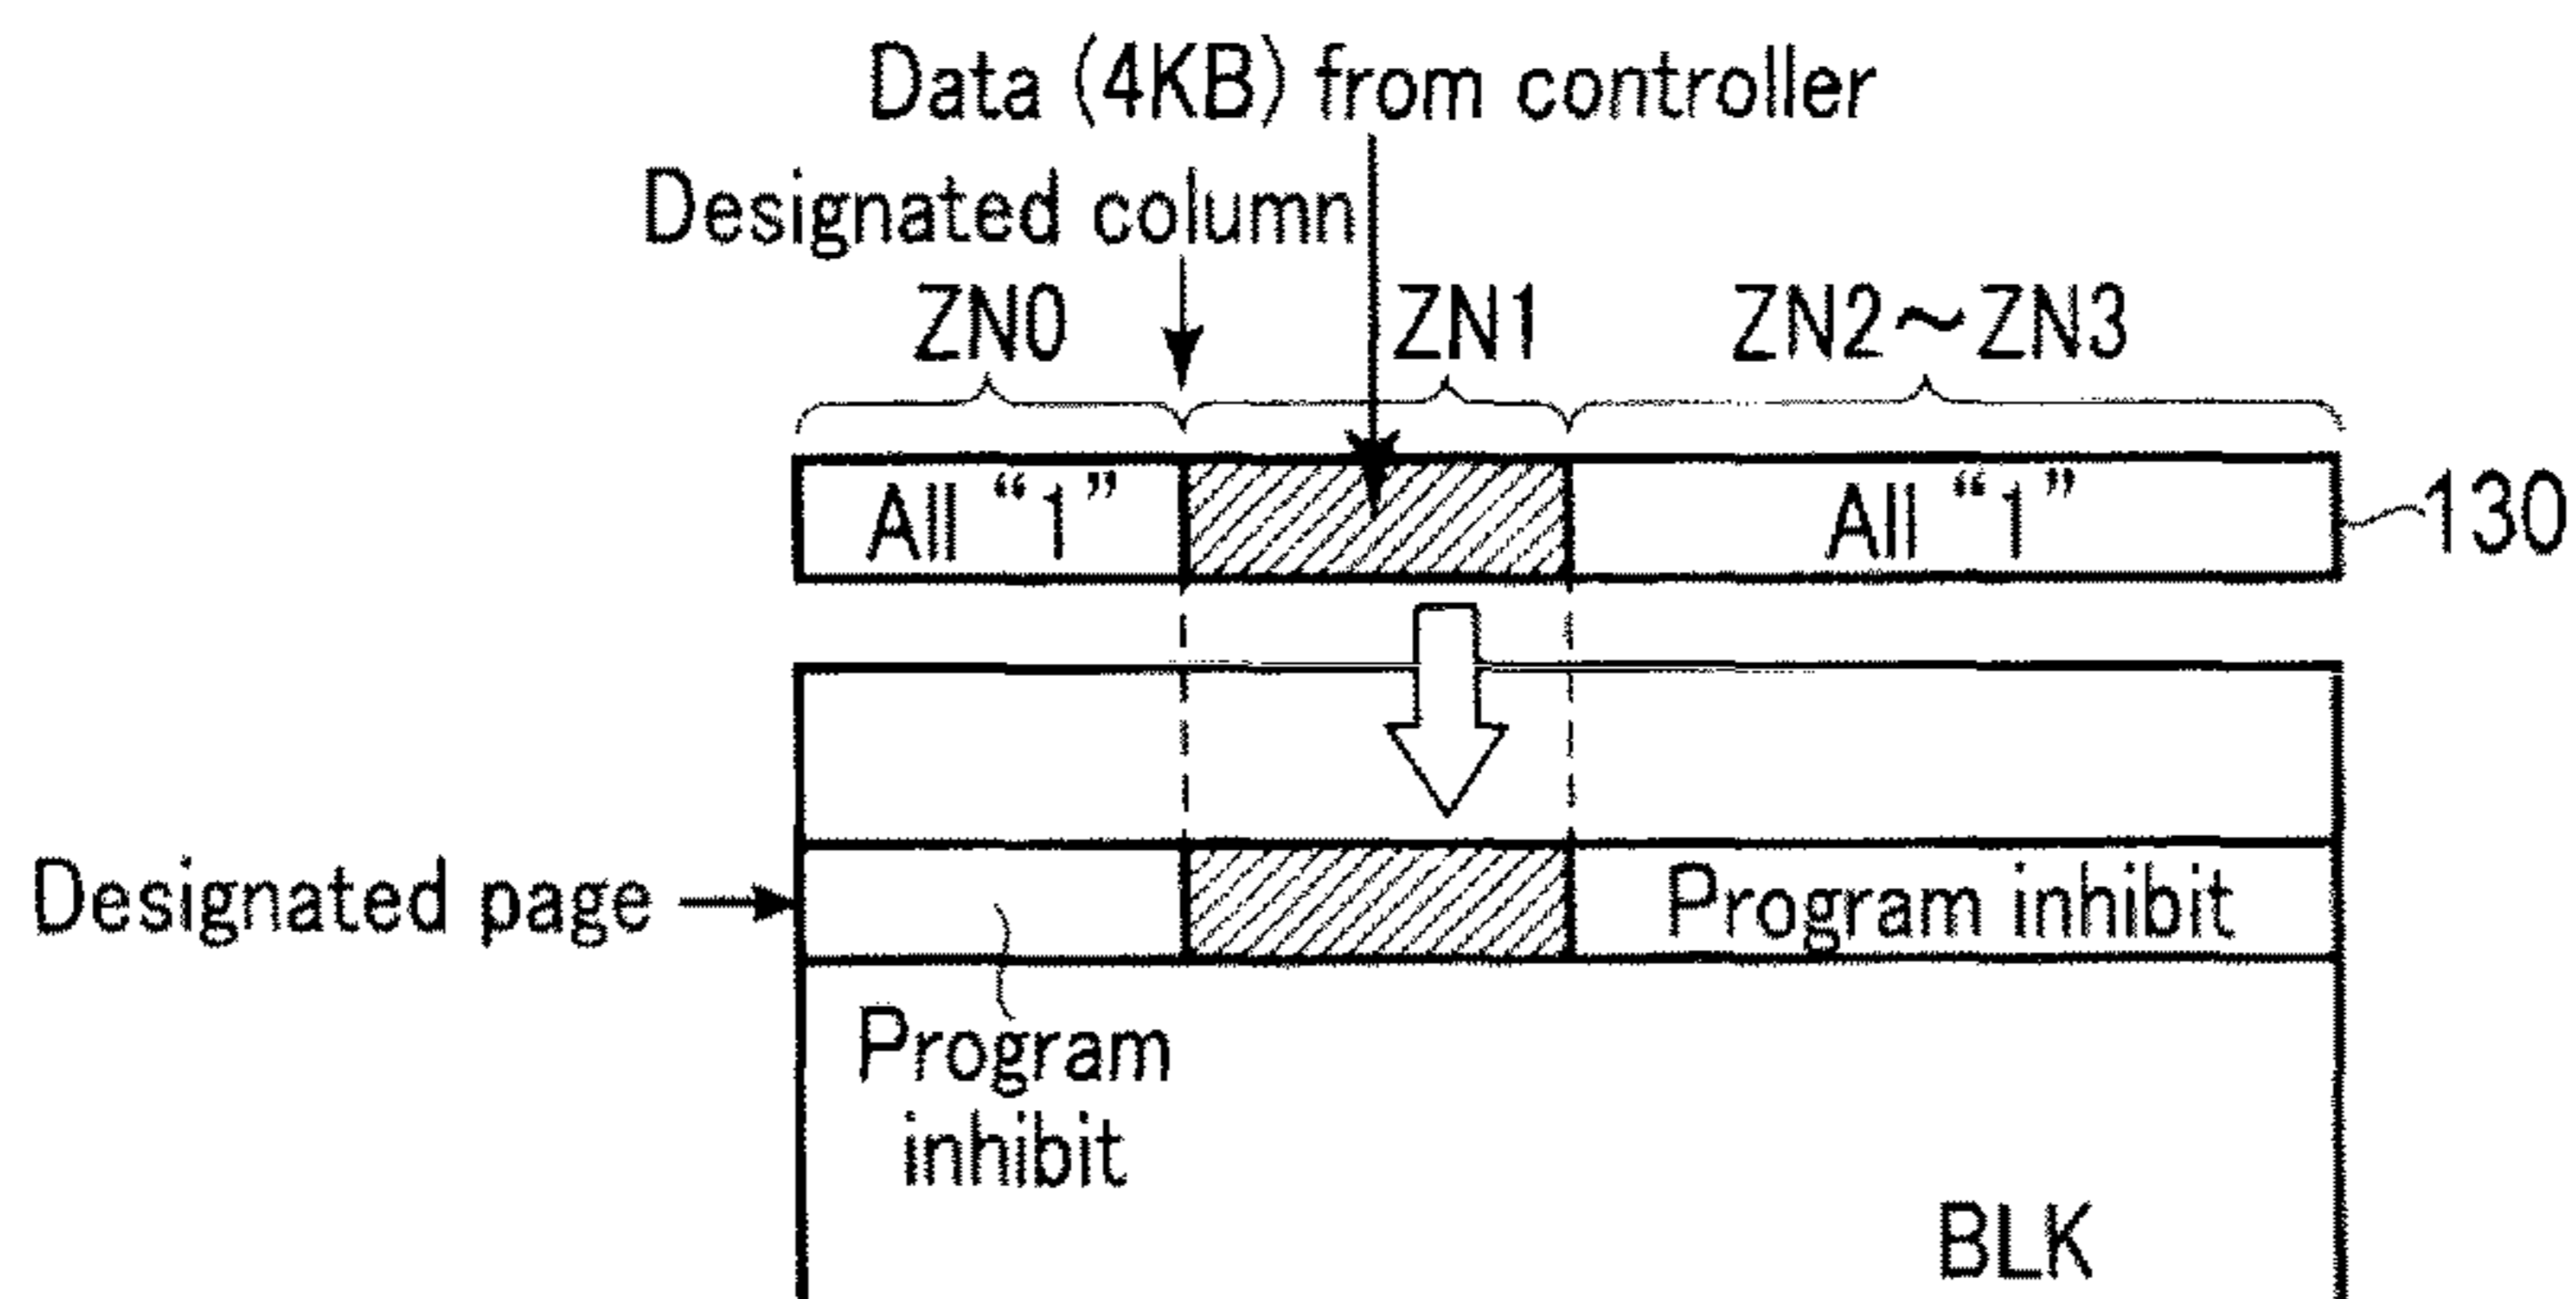 Data (4KB) from controller
Designated column
ZN0 ZN1 ZN2～ZN3
All “1” All “1” 130
Designated page Program inhibit
Program
inhibit
BLK